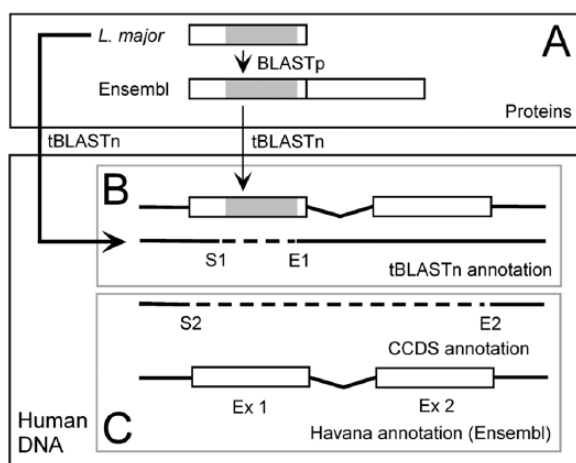 A
L. major
BLASTp
Ensembl
Proteins
tBLASTn
tBLASTn
B
S1
E1
tBLASTn annotation
S2
E2
CCDS annotation
Ex 1
Ex 2
Human
DNA
C
Havana annotation (Ensembl)